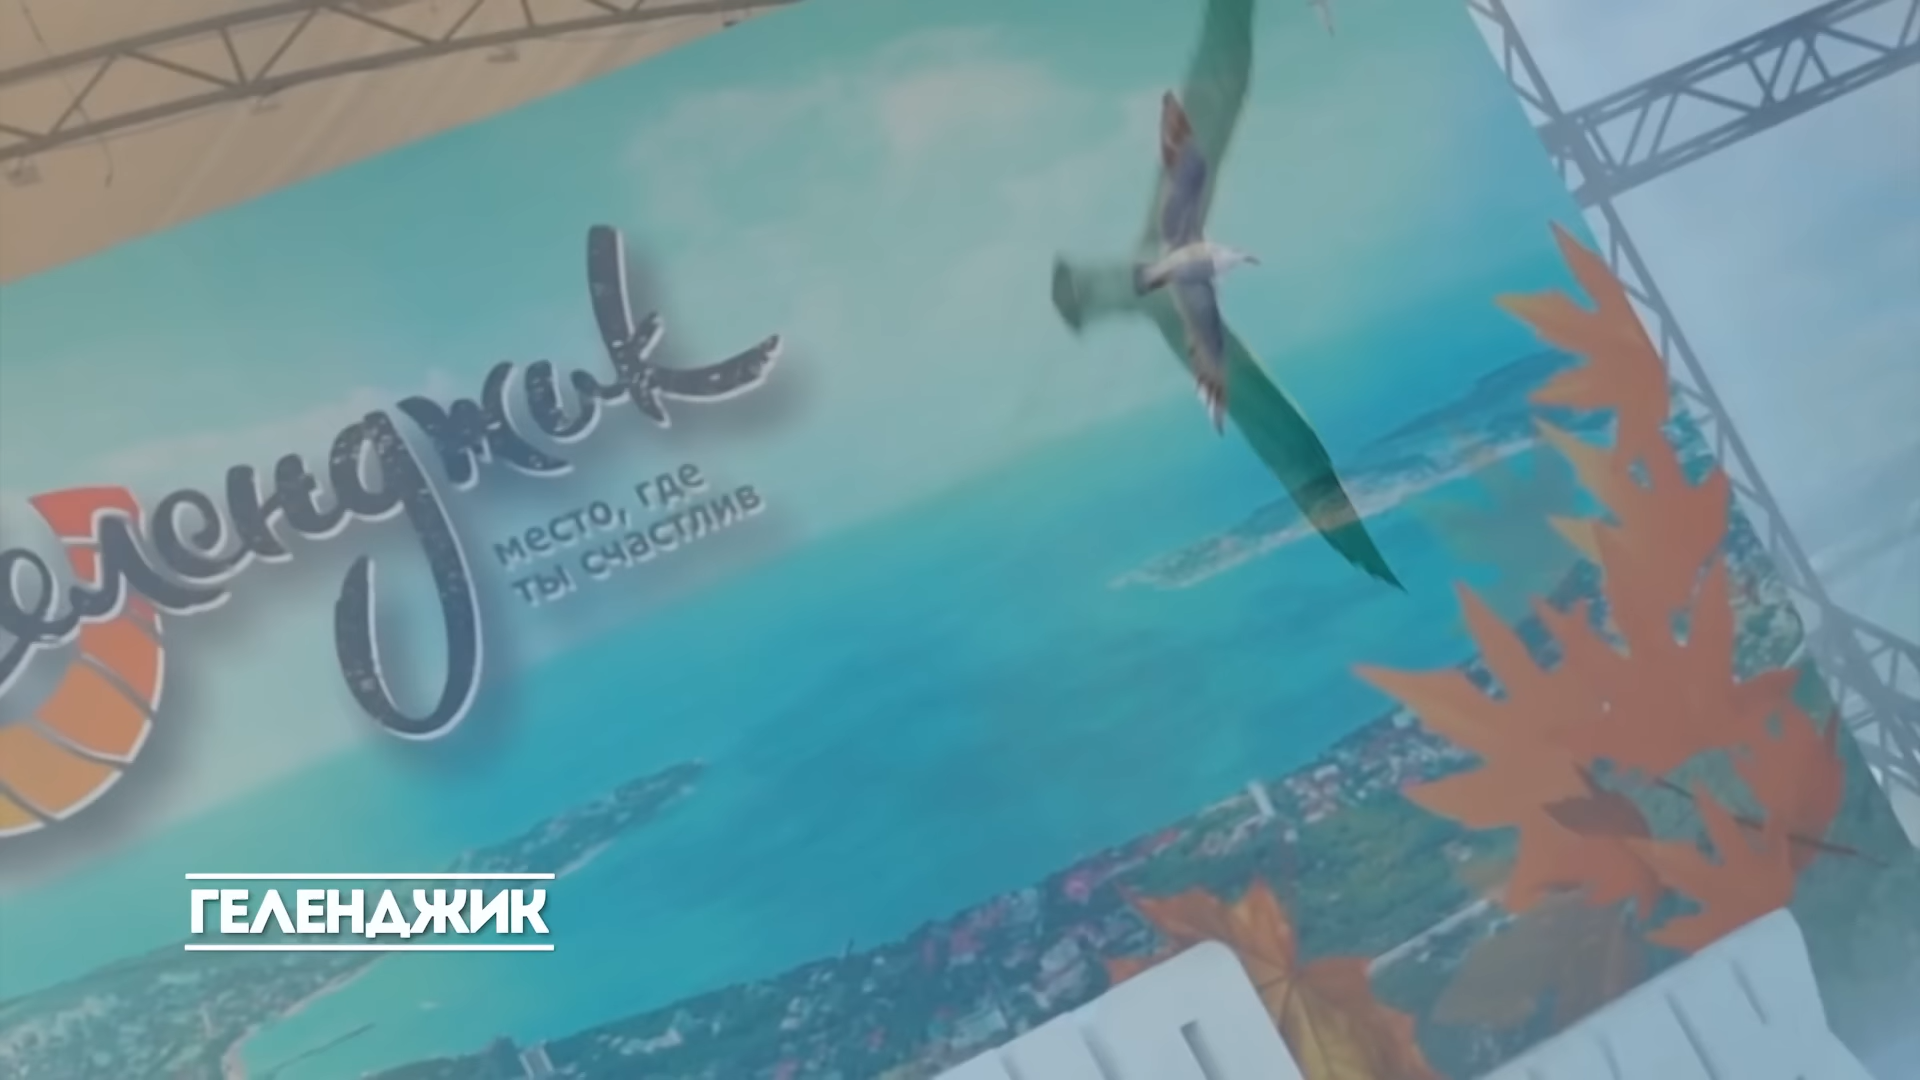 еленджик
место, где
ты счастлив
ГЕЛЕНДЖИК